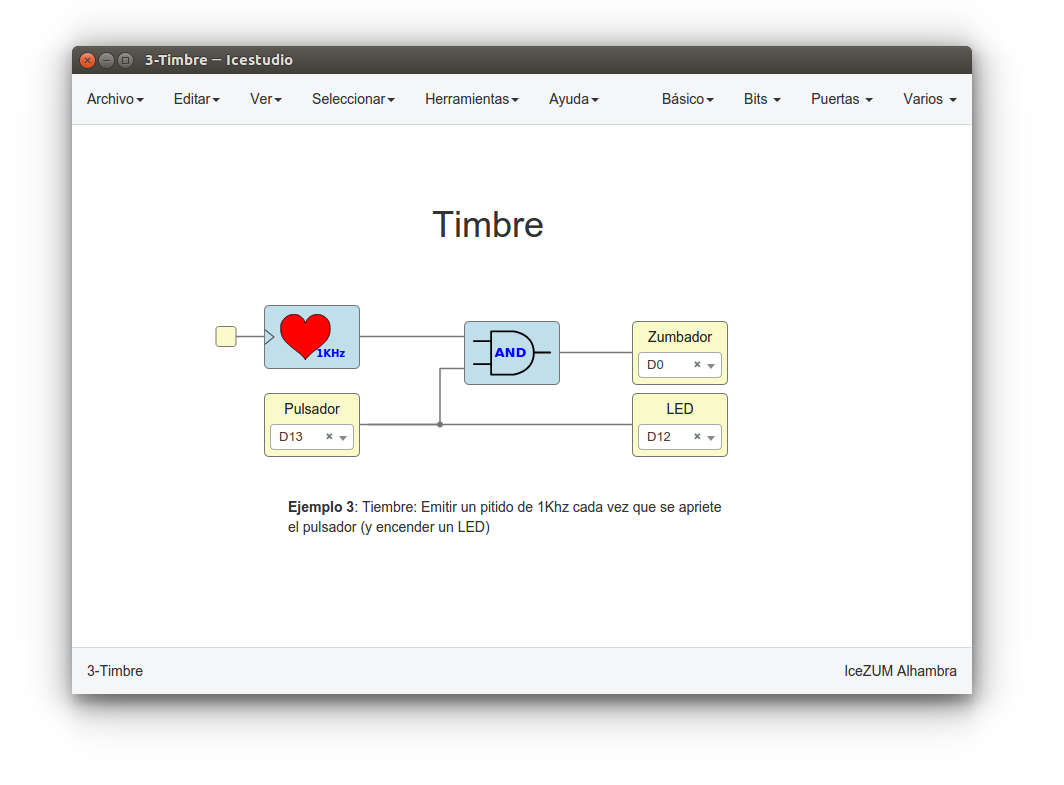 3-Timbre — Icestudio
Archivo Editar Ver Seleccionar Herramientas Ayuda Básico Bits Puertas Varios
Timbre
1KHz
AND
Zumbador
D0
Pulsador
D13
LED
D12
Ejemplo 3: Tiembre: Emitir un pitido de 1Khz cada vez que se apriete
el pulsador (y encender un LED)
3-Timbre
IceZUM Alhambra